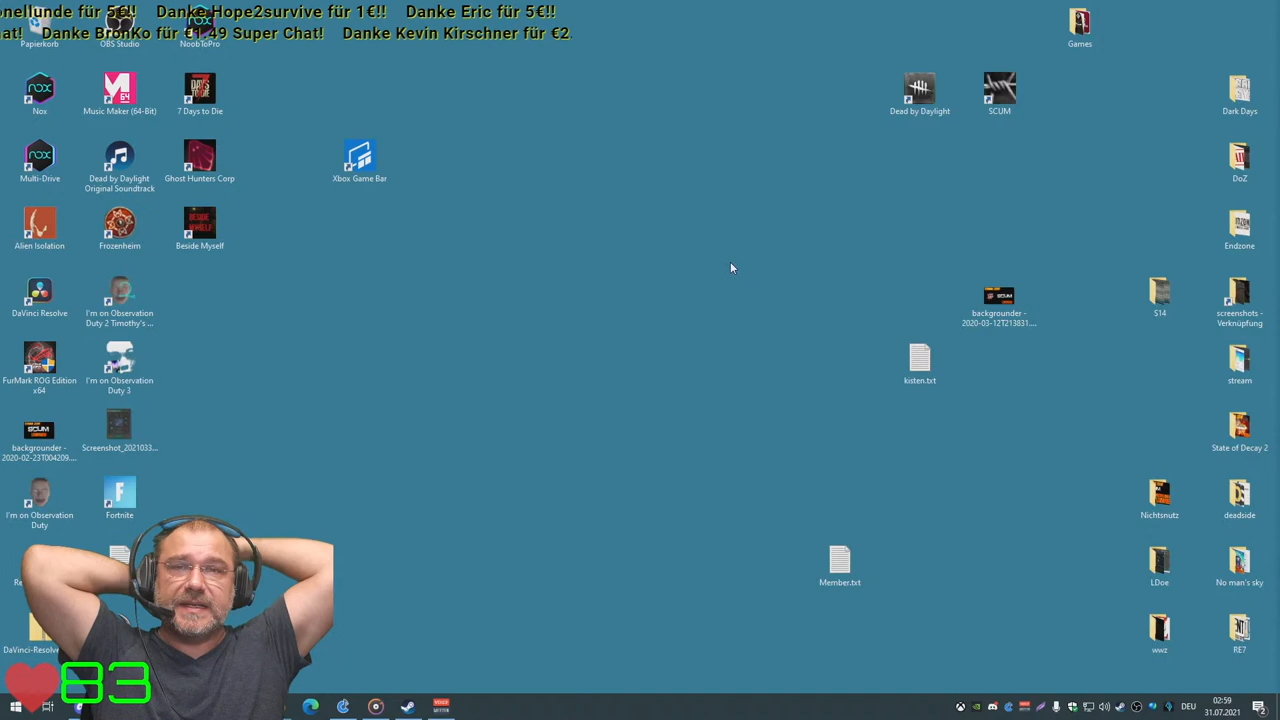 onellunde für 5€!! Danke Hope2survive für 1€!! Danke Eric für 5€!!
at! Danke BronKo für €1,49 Super Chat! Danke Kevin Kirschner für €2
Papierkorb
OBS Studio
NoobToPro
Games
Nox
Music Maker (64-Bit)
7 Days to Die
Dead by Daylight
SCUM
Dark Days
Multi-Drive
Dead by Daylight
Original Soundtrack
Ghost Hunters Corp
Xbox Game Bar
DoZ
Alien Isolation
Frozenheim
Beside Myself
Endzone
DaVinci Resolve
I'm on Observation
Duty 2 Timothy's ...
backgrounder -
2020-03-12T213831....
S14
screenshots -
Verknüpfung
FurMark ROG Edition
x64
I'm on Observation
Duty 3
kisten.txt
stream
backgrounder -
2020-02-23T004209....
Screenshot_2021033...
State of Decay 2
I'm on Observation
Duty
Fortnite
Nichtsnutz
deadside
Re
Member.txt
LDoe
No man's sky
DaVinci-Resolve
wwz
RE7
83
DEU
02:59
31.07.2021
2